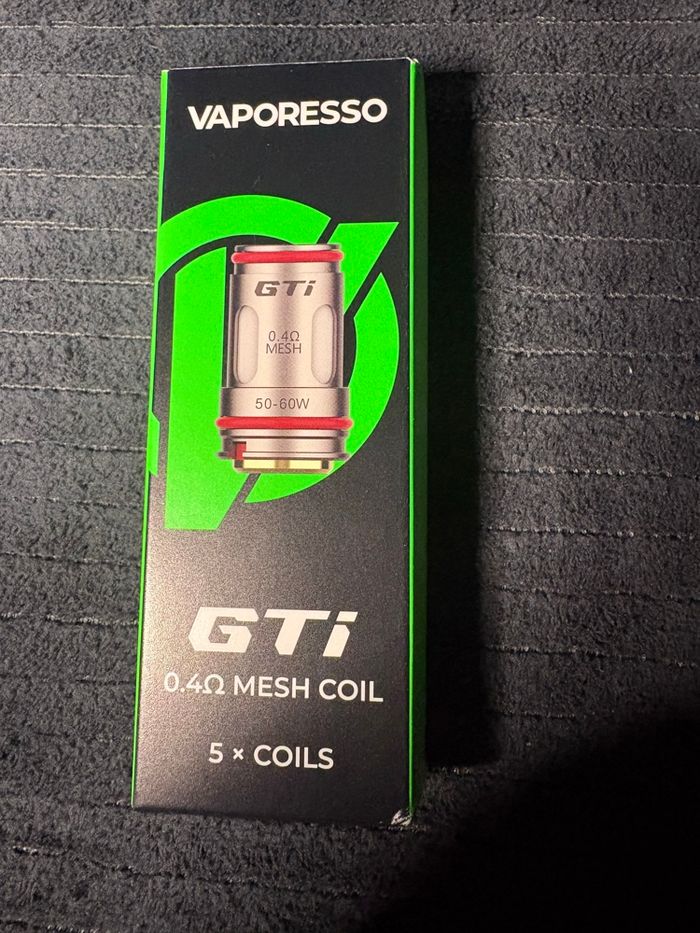 VAPORESSO
GTi
0.4Ω
MESH
50-60W
GTi
0.4Ω MESH COIL
5 × COILS